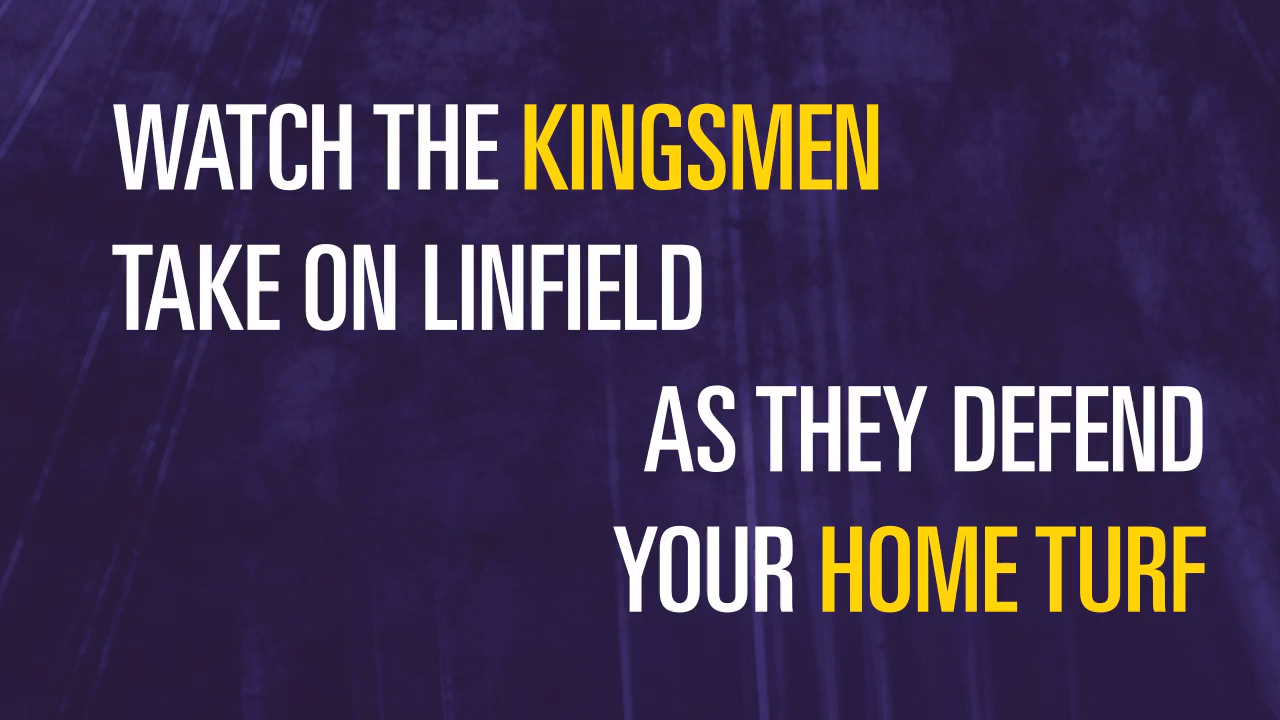 WATCH THE KINGSMEN
TAKE ON LINFIELD
AS THEY DEFEND
YOUR HOME TURF